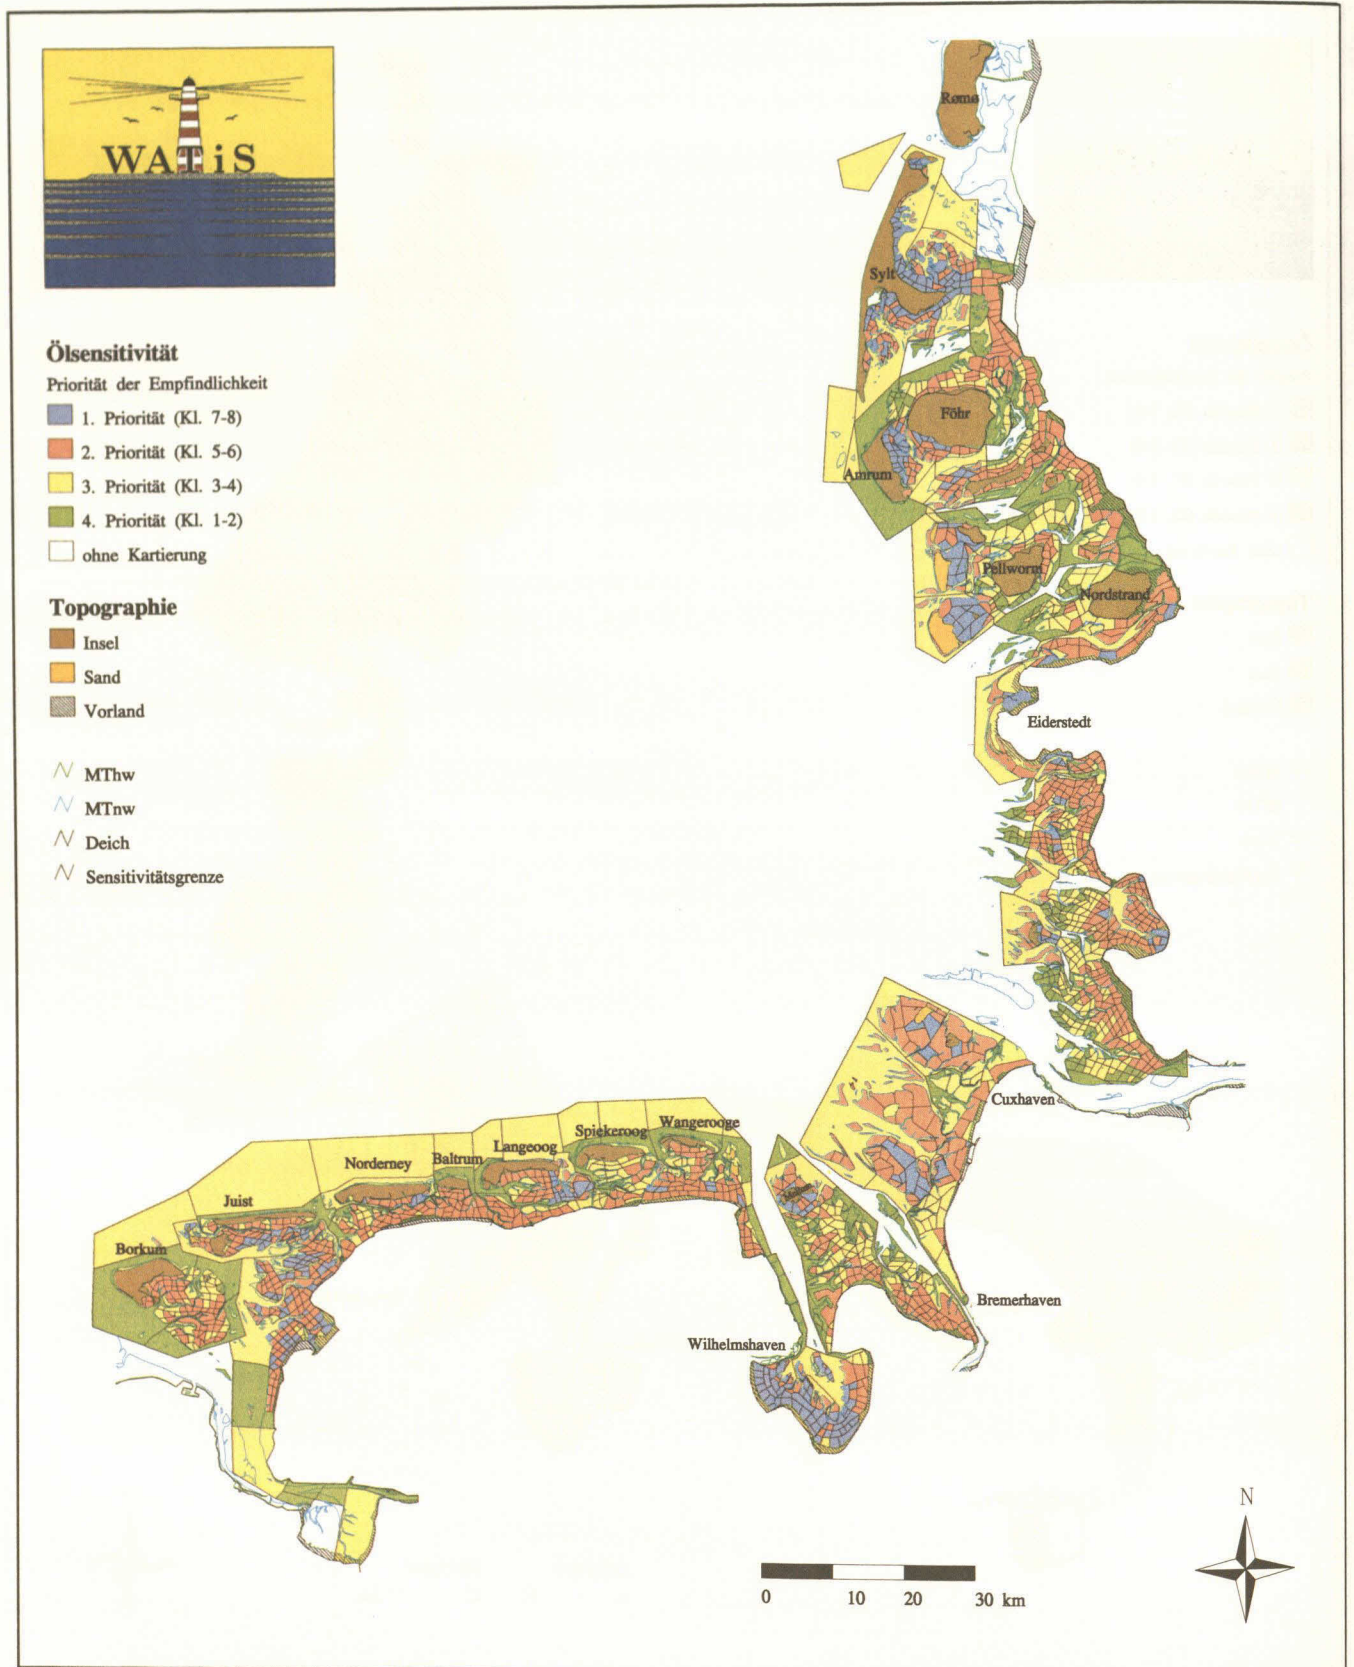 WATiS
Ölsensitivität
Priorität der Empfindlichkeit
1. Priorität (Kl. 7-8)
2. Priorität (Kl. 5-6)
3. Priorität (Kl. 3-4)
4. Priorität (Kl. 1-2)
ohne Kartierung
Topographie
Insel
Sand
Vorland
MThw
MTnw
Deich
Sensitivitätsgrenze
Rømø
Sylt
Föhr
Amrum
Pellworm
Nordstrand
Eiderstedt
Cuxhaven
Wangerooge
Spiekeroog
Langeoog
Baltrum
Norderney
Juist
Borkum
Bremerhaven
Wilhelmshaven
N
0 10 20 30 km